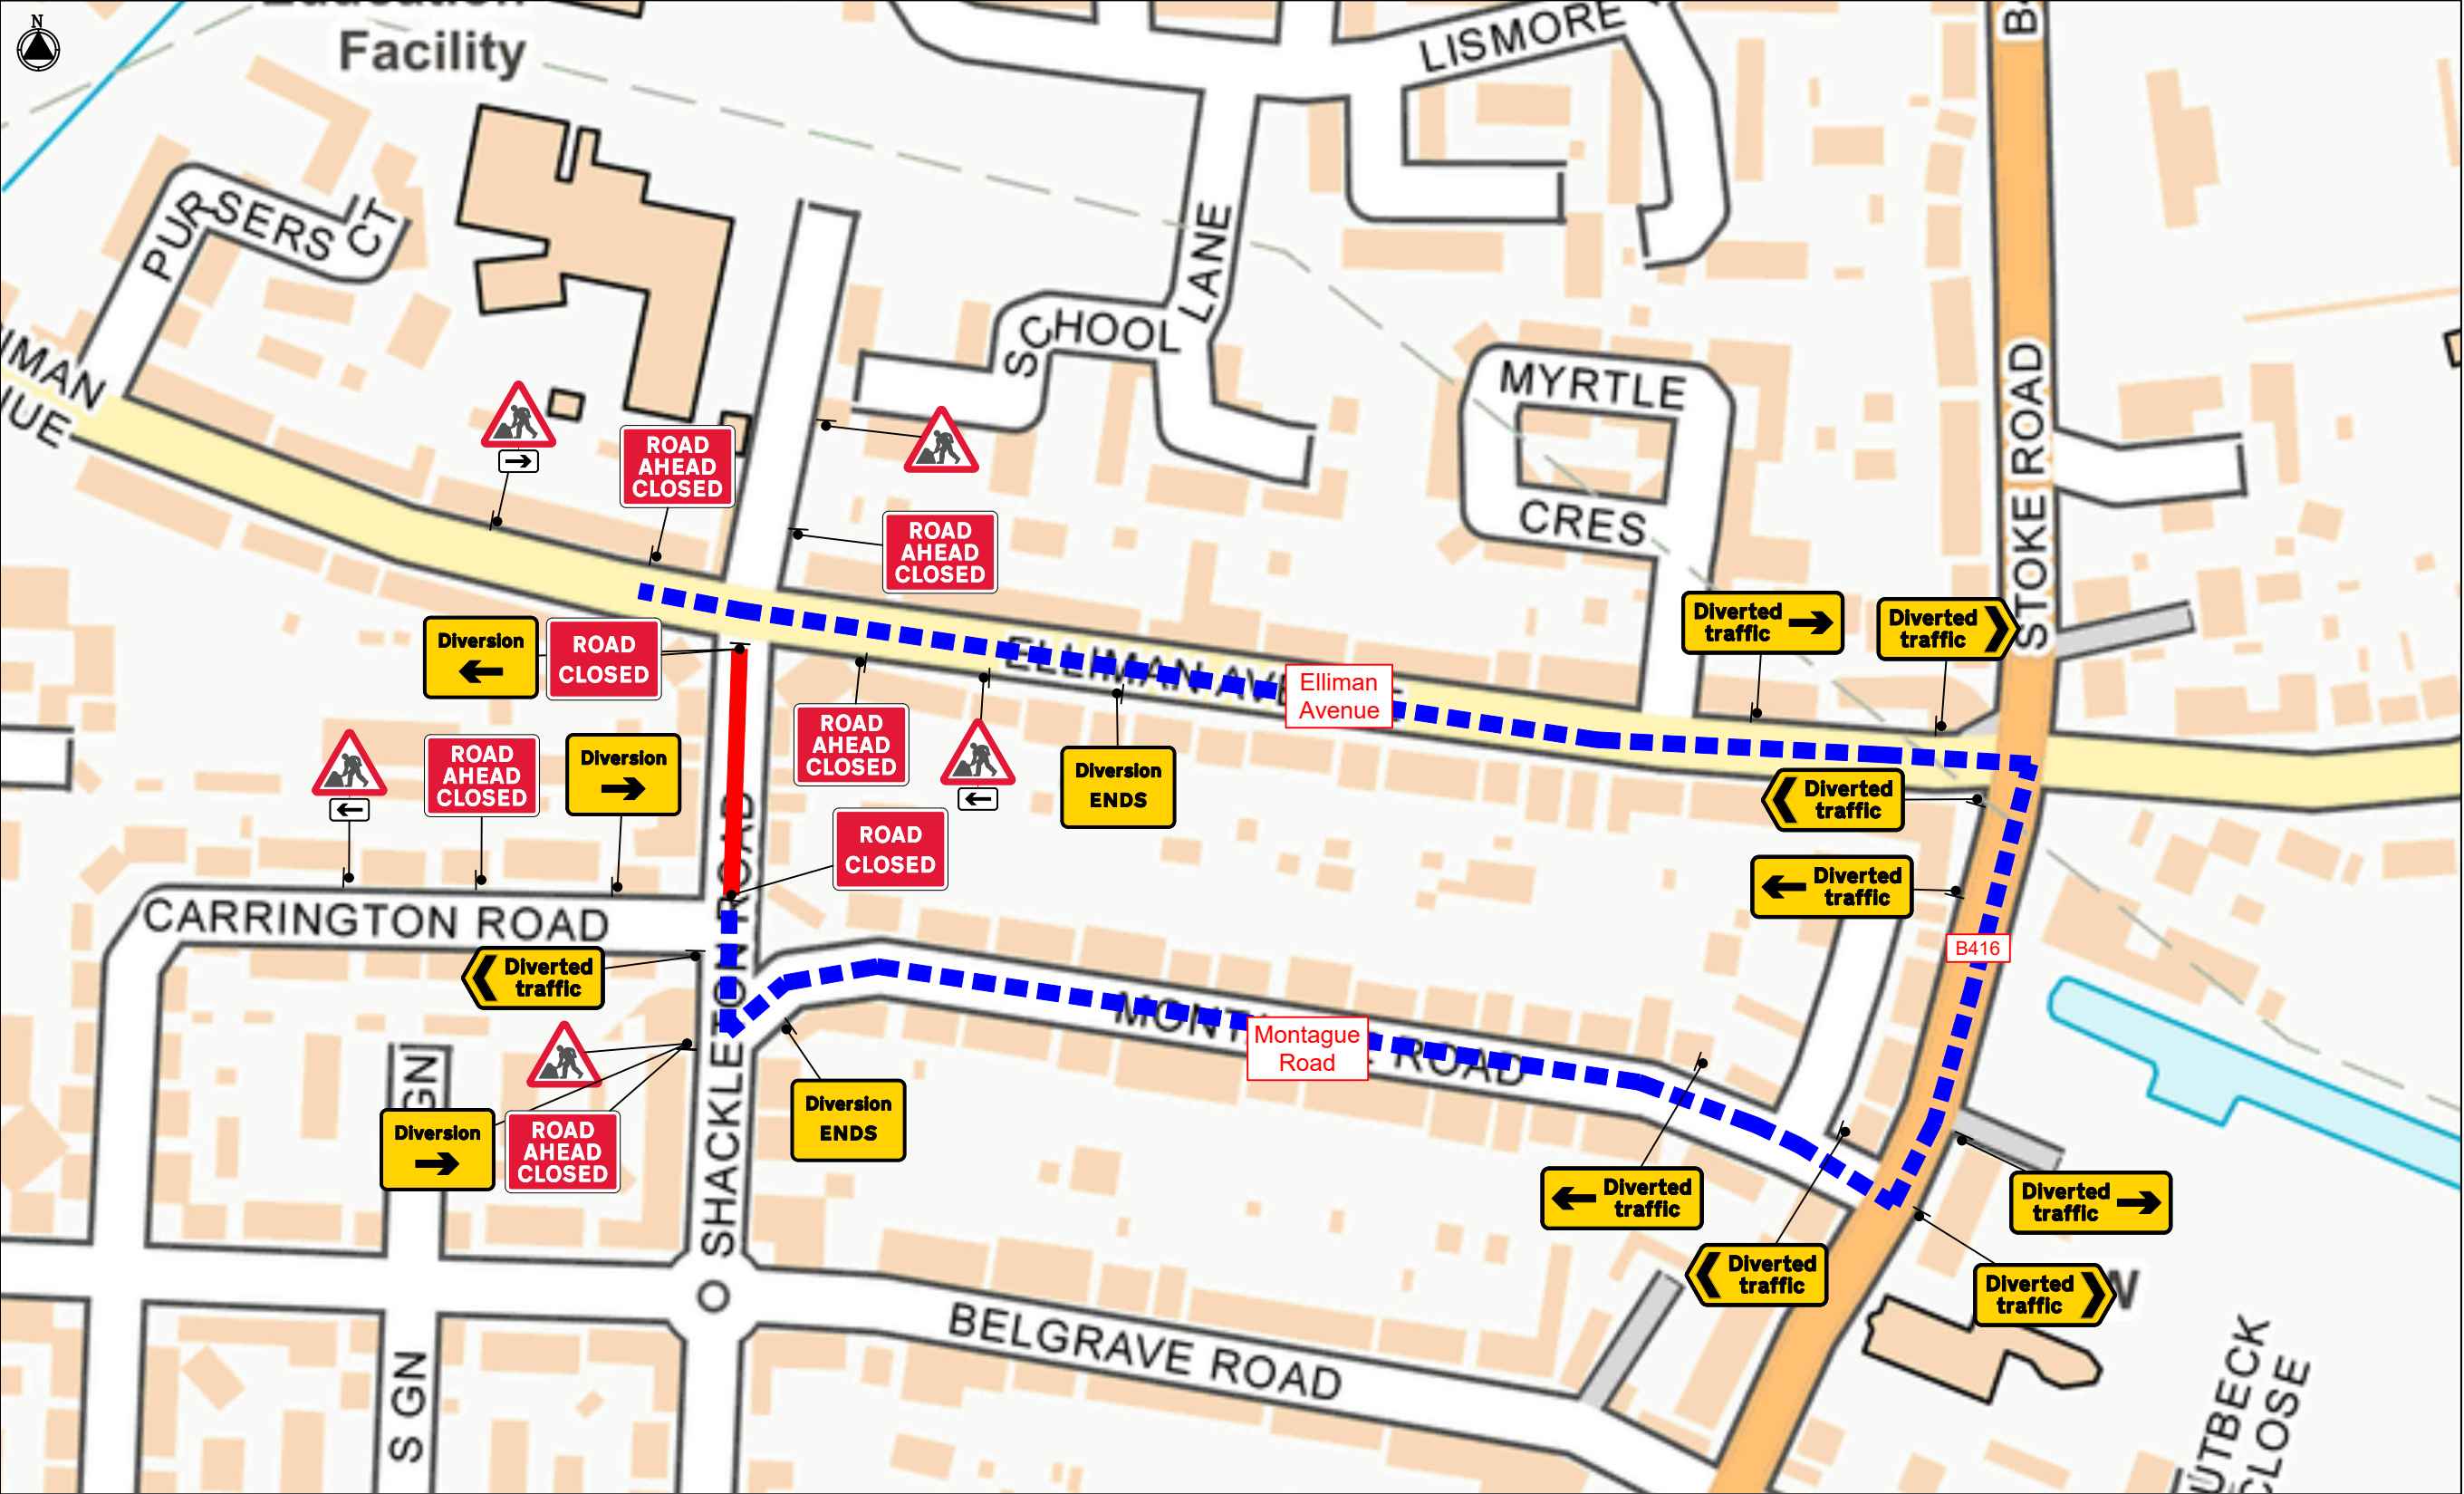 N
Facility
LISMORE
PURSERS CT
SCHOOL LANE
MYRTLE
CRES
STOKE ROAD
ROAD
AHEAD
CLOSED
ROAD
AHEAD
CLOSED
Diversion
ROAD
CLOSED
Diverted
traffic
Diverted
traffic
Elliman
Avenue
ROAD
AHEAD
CLOSED
Diversion
ENDS
Diverted
traffic
ROAD
AHEAD
CLOSED
Diversion
ROAD
CLOSED
Diverted
traffic
CARRINGTON ROAD
SHACKLETON ROAD
B416
Diverted
traffic
Montague
Road
ROAD
GN
Diversion
ROAD
AHEAD
CLOSED
Diversion
ENDS
Diverted
traffic
Diverted
traffic
Diverted
traffic
Diverted
traffic
W
BELGRAVE ROAD
S GN
UTBECK
CLOSE